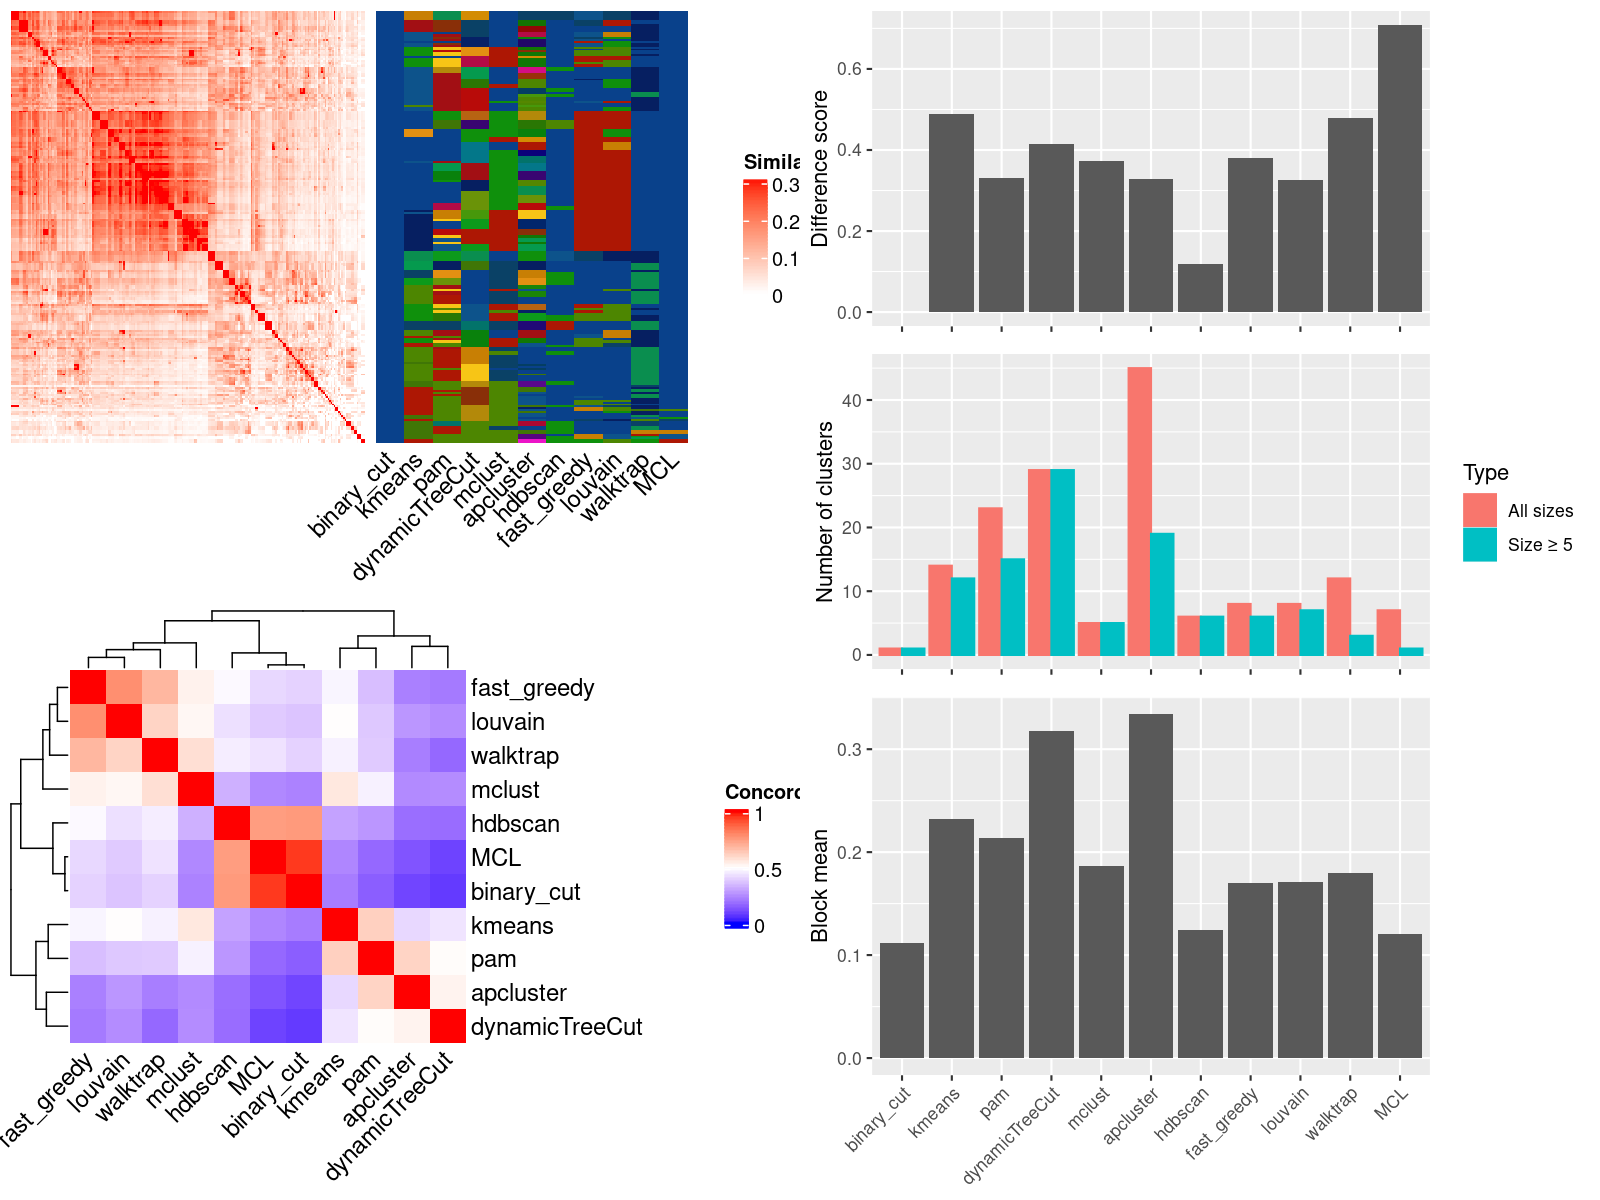 Simila
0.3
0.2
0.1
0
binary_cut
kmeans
pam
dynamicTreeCut
mclust
apcluster
hdbscan
fast_greedy
louvain
walktrap
MCL
fast_greedy
louvain
walktrap
mclust
hdbscan
MCL
binary_cut
kmeans
pam
apcluster
dynamicTreeCut
fast_greedy
louvain
walktrap
mclust
hdbscan
MCL
binary_cut
kmeans
pam
apcluster
dynamicTreeCut
Concord
1
0.5
0
Difference score
0.6
0.4
0.2
0.0
Number of clusters
40
30
20
10
0
Type
All sizes
Size ≥ 5
Block mean
0.3
0.2
0.1
0.0
binary_cut
kmeans
pam
dynamicTreeCut
mclust
apcluster
hdbscan
fast_greedy
louvain
walktrap
MCL